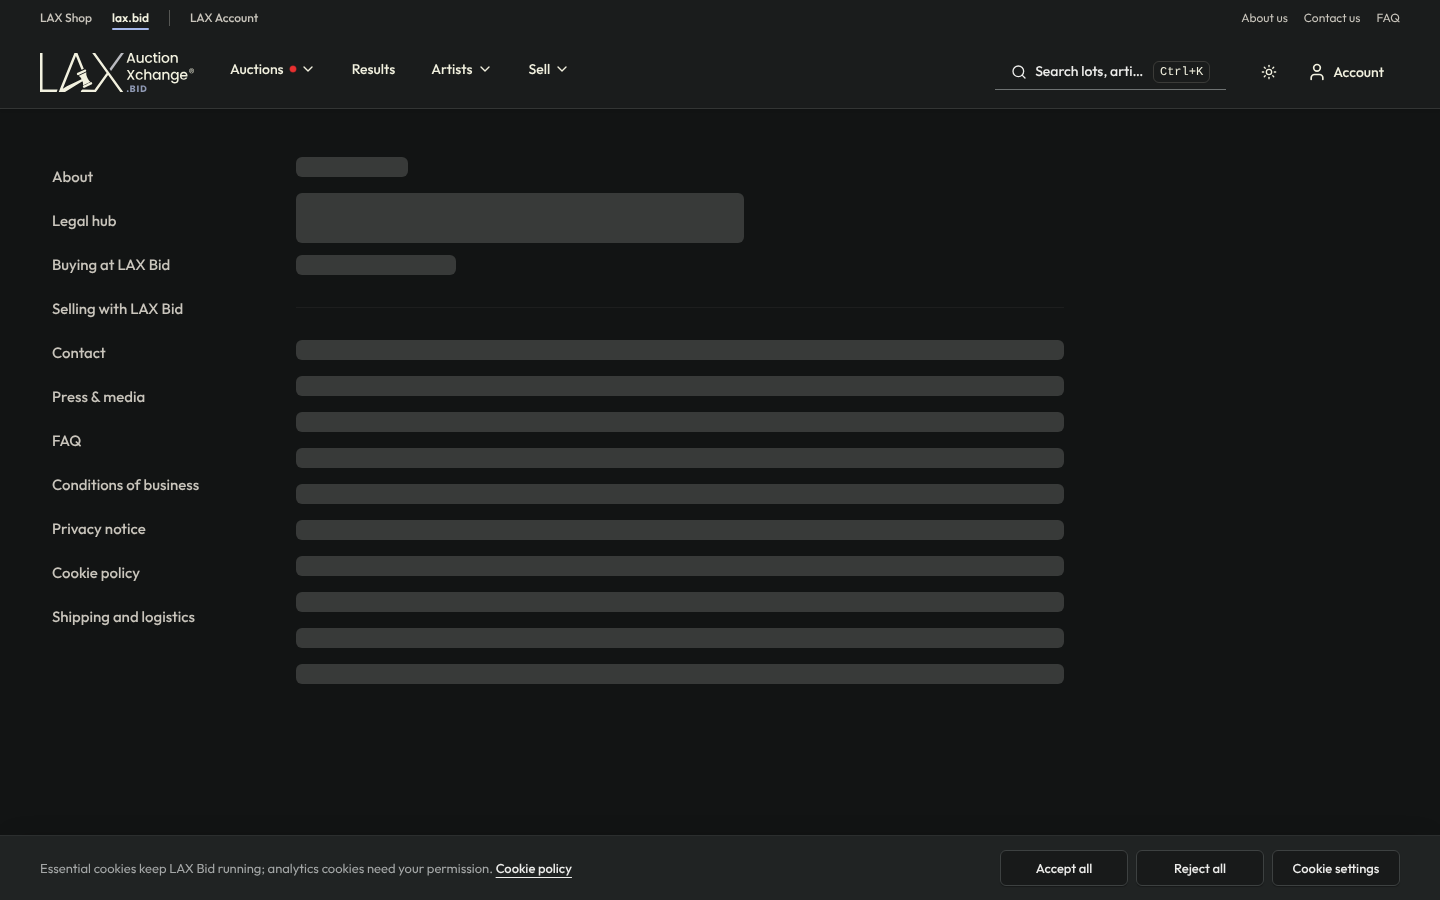 LAX Shop
lax.bid
LAX Account
About us
Contact us
FAQ
LAX Auction Xchange®
.BID
Auctions
Results
Artists
Sell
Search lots, arti...
Ctrl+K
Account
About
Legal hub
Buying at LAX Bid
Selling with LAX Bid
Contact
Press & media
FAQ
Conditions of business
Privacy notice
Cookie policy
Shipping and logistics
Essential cookies keep LAX Bid running; analytics cookies need your permission. Cookie policy
Accept all
Reject all
Cookie settings